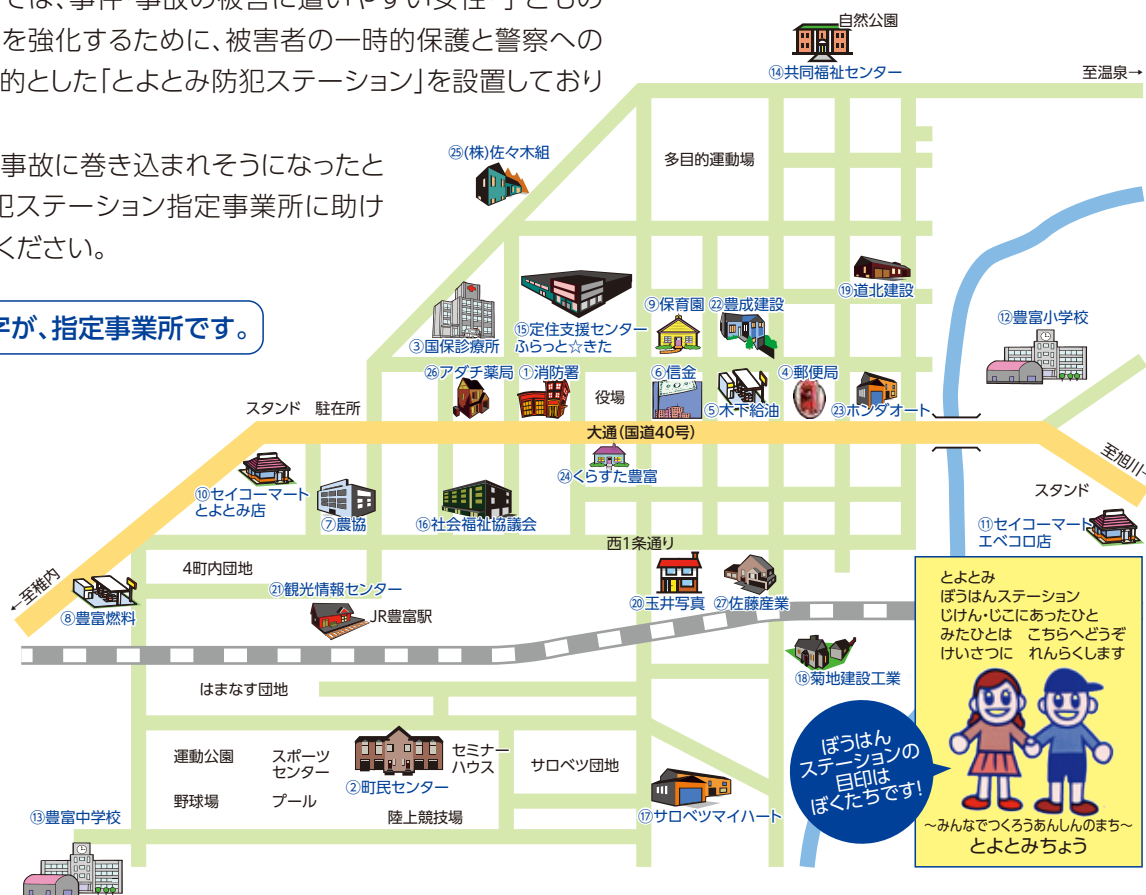 では、事件・事故の被害に遭いやすい女性・子どもの
を強化するために、被害者の一時的保護と警察への
的とした「とよとみ防犯ステーション」を設置しており
事故に巻き込まれそうになったと
犯ステーション指定事業所に助け
ください。
字が、指定事業所です。
自然公園
⑭共同福祉センター
至温泉→
㉕(株)佐々木組
多目的運動場
⑲道北建設
⑨保育園
㉒豊成建設
⑫豊富小学校
③国保診療所
⑮定住支援センター
ふらっと☆きた
㉖アダチ薬局
①消防署
役場
⑥信金
⑤木下給油
④郵便局
㉓ホンダオート
スタンド
駐在所
大通(国道40号)
至旭川→
㉔くらすた豊富
スタンド
⑩セイコーマート
とよとみ店
⑦農協
⑯社会福祉協議会
⑪セイコーマート
エベコロ店
西1条通り
4町内団地
㉑観光情報センター
JR豊富駅
←至稚内
⑧豊富燃料
⑳玉井写真
㉗佐藤産業
⑱菊地建設工業
はまなす団地
運動公園
スポーツ
センター
②町民センター
セミナー
ハウス
サロベツ団地
野球場
プール
陸上競技場
⑰サロベツマイハート
⑬豊富中学校
とよとみ
ぼうはんステーション
じけん・じこにあったひと
みたひとは　こちらへどうぞ
けいさつに　れんらくします
ぼうはん
ステーションの
目印は
ぼくたちです!
～みんなでつくろうあんしんのまち～
とよとみちょう